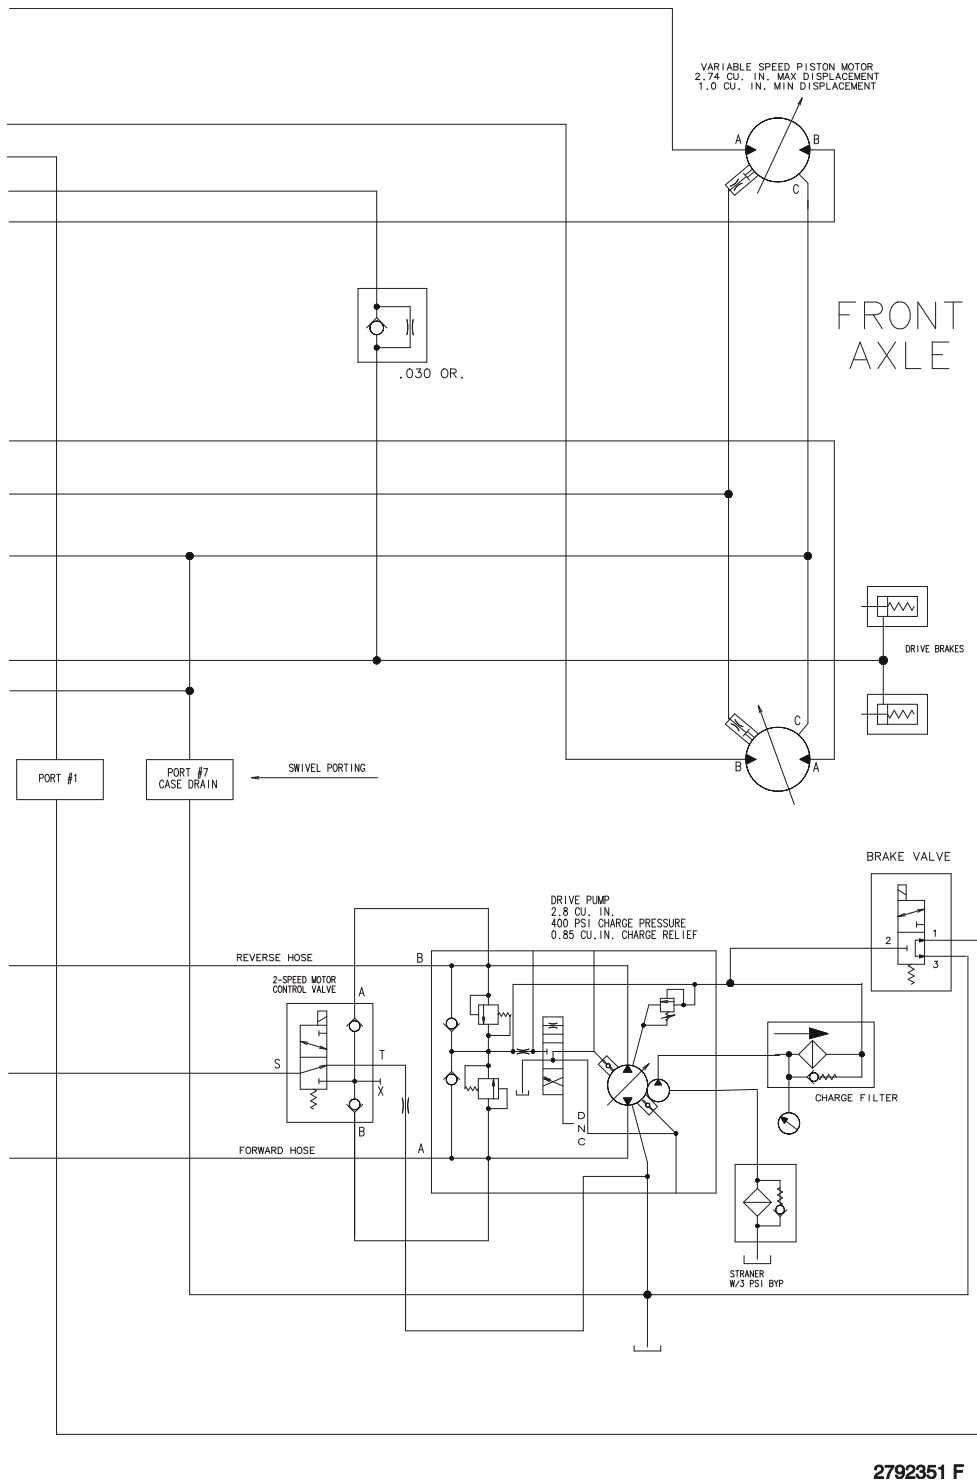 VARIABLE SPEED PISTON MOTOR
2.74 CU. IN. MAX DISPLACEMENT
1.0 CU. IN. MIN DISPLACEMENT
A
B
C
FRONT
AXLE
.030 OR.
DRIVE BRAKES
C
B
A
PORT #1
PORT #7
CASE DRAIN
SWIVEL PORTING
BRAKE VALVE
2
1
3
DRIVE PUMP
2.8 CU. IN.
400 PSI CHARGE PRESSURE
0.85 CU.IN. CHARGE RELIEF
REVERSE HOSE
B
2-SPEED MOTOR
CONTROL VALVE
A
S
T
X
B
D
N
C
CHARGE FILTER
FORWARD HOSE
A
STRANER
W/3 PSI BYP
2792351 F